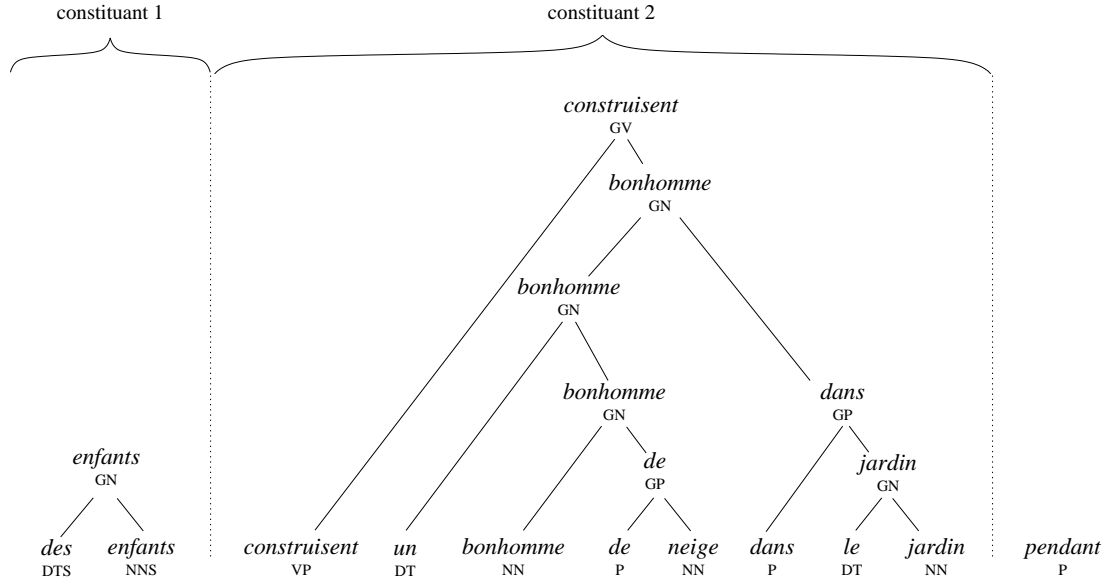 constituant 1 constituant 2
construisent
GV
bonhomme
GN
bonhomme
GN
bonhomme dans
GN GP
enfants de jardin
GN GP GN
des enfants construisent un bonhomme de neige dans le jardin pendant
DTS NNS VP DT NN P NN P DT NN P